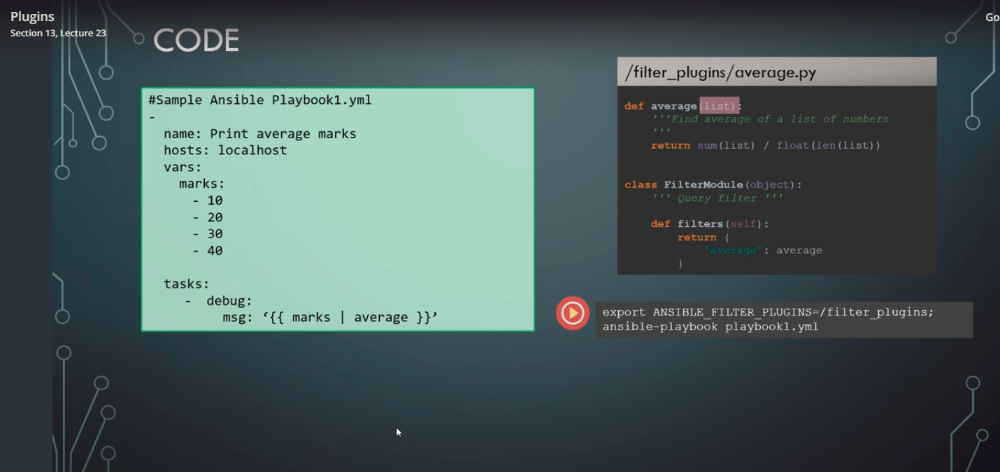 Plugins
Section 13, Lecture 23
Go
CODE
#Sample Ansible Playbook1.yml
-
name: Print average marks
hosts: localhost
vars:
marks:
- 10
- 20
- 30
- 40
tasks:
- debug:
msg: ‘{{ marks | average }}’
/filter_plugins/average.py
def average(list):
'''Find average of a list of numbers
'''
return sum(list) / float(len(list))
class FilterModule(object):
''' Query filter '''
def filters(self):
return {
'average': average
}
export ANSIBLE_FILTER_PLUGINS=/filter_plugins;
ansible-playbook playbook1.yml